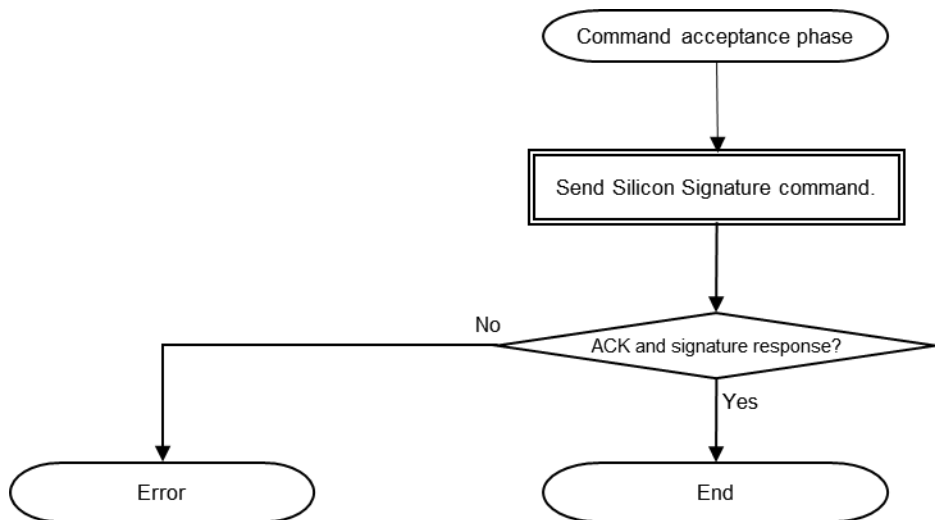 Command acceptance phase
Send Silicon Signature command.
No
ACK and signature response?
Yes
Error
End